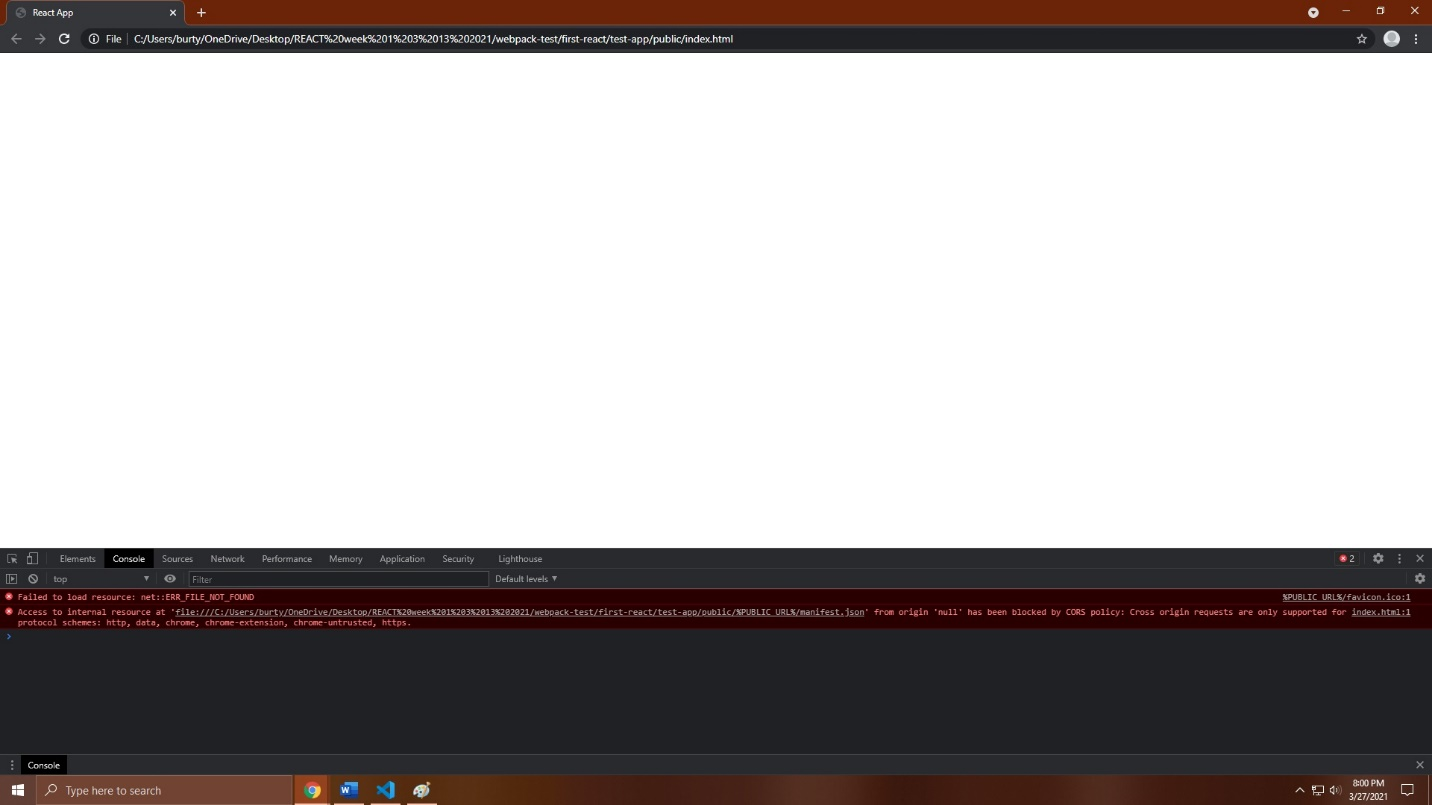 React App
File C:/Users/burty/OneDrive/Desktop/REACT%20week%201%203%2013%202021/webpack-test/first-react/test-app/public/index.html
Elements Console Sources Network Performance Memory Application Security Lighthouse 2
top Filter Default levels
Failed to load resource: net::ERR_FILE_NOT_FOUND %PUBLIC_URL%/favicon.ico:1
Access to internal resource at 'file:///C:/Users/burty/OneDrive/Desktop/REACT%20week%201%203%2013%202021/webpack-test/first-react/test-app/public/%PUBLIC_URL%/manifest.json' from origin 'null' has been blocked by CORS policy: Cross origin requests are only supported for index.html:1
protocol schemes: http, data, chrome, chrome-extension, chrome-untrusted, https.
Console
Type here to search
8:00 PM
3/27/2021